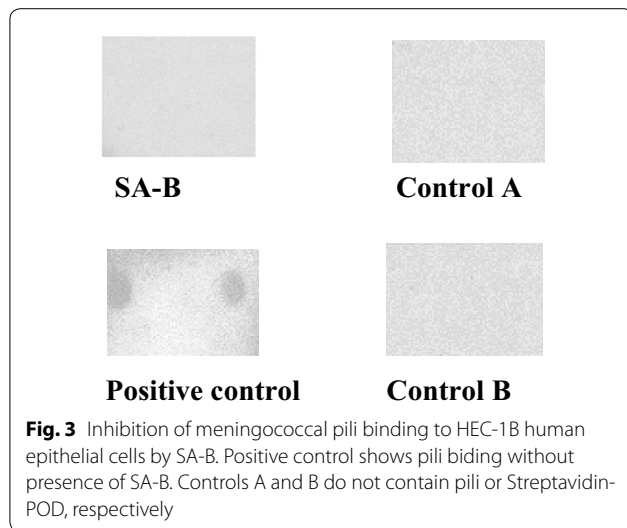 SA-B
Control A
Positive control
Control B
Fig. 3 Inhibition of meningococcal pili binding to HEC-1B human
epithelial cells by SA-B. Positive control shows pili biding without
presence of SA-B. Controls A and B do not contain pili or Streptavidin-
POD, respectively